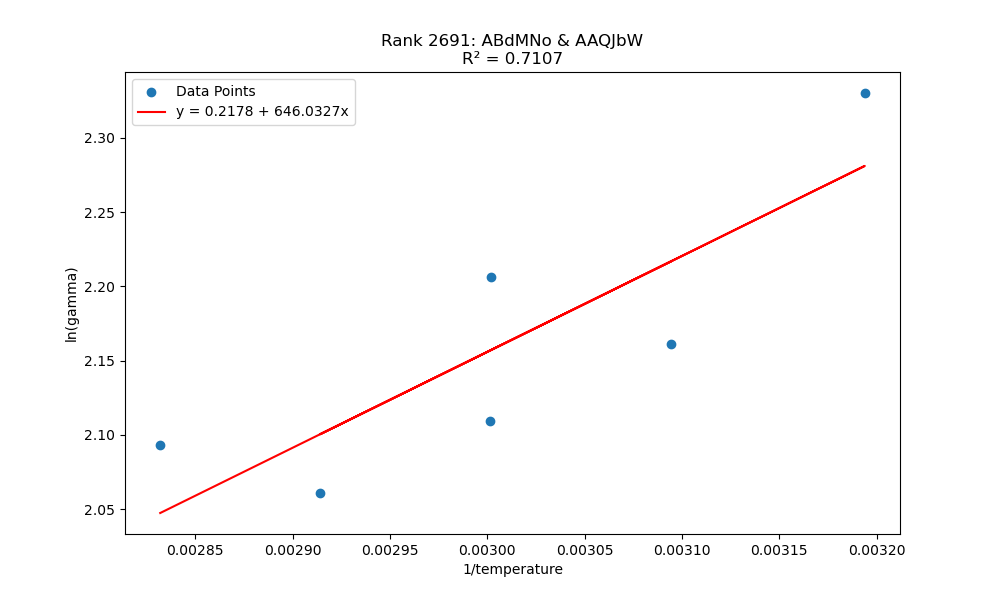 Rank 2691: ABdMNo & AAQJbW
R² = 0.7107
Data Points
y = 0.2178 + 646.0327x
2.30
2.25
2.20
2.15
2.10
2.05
ln(gamma)
0.00285 0.00290 0.00295 0.00300 0.00305 0.00310 0.00315 0.00320
1/temperature